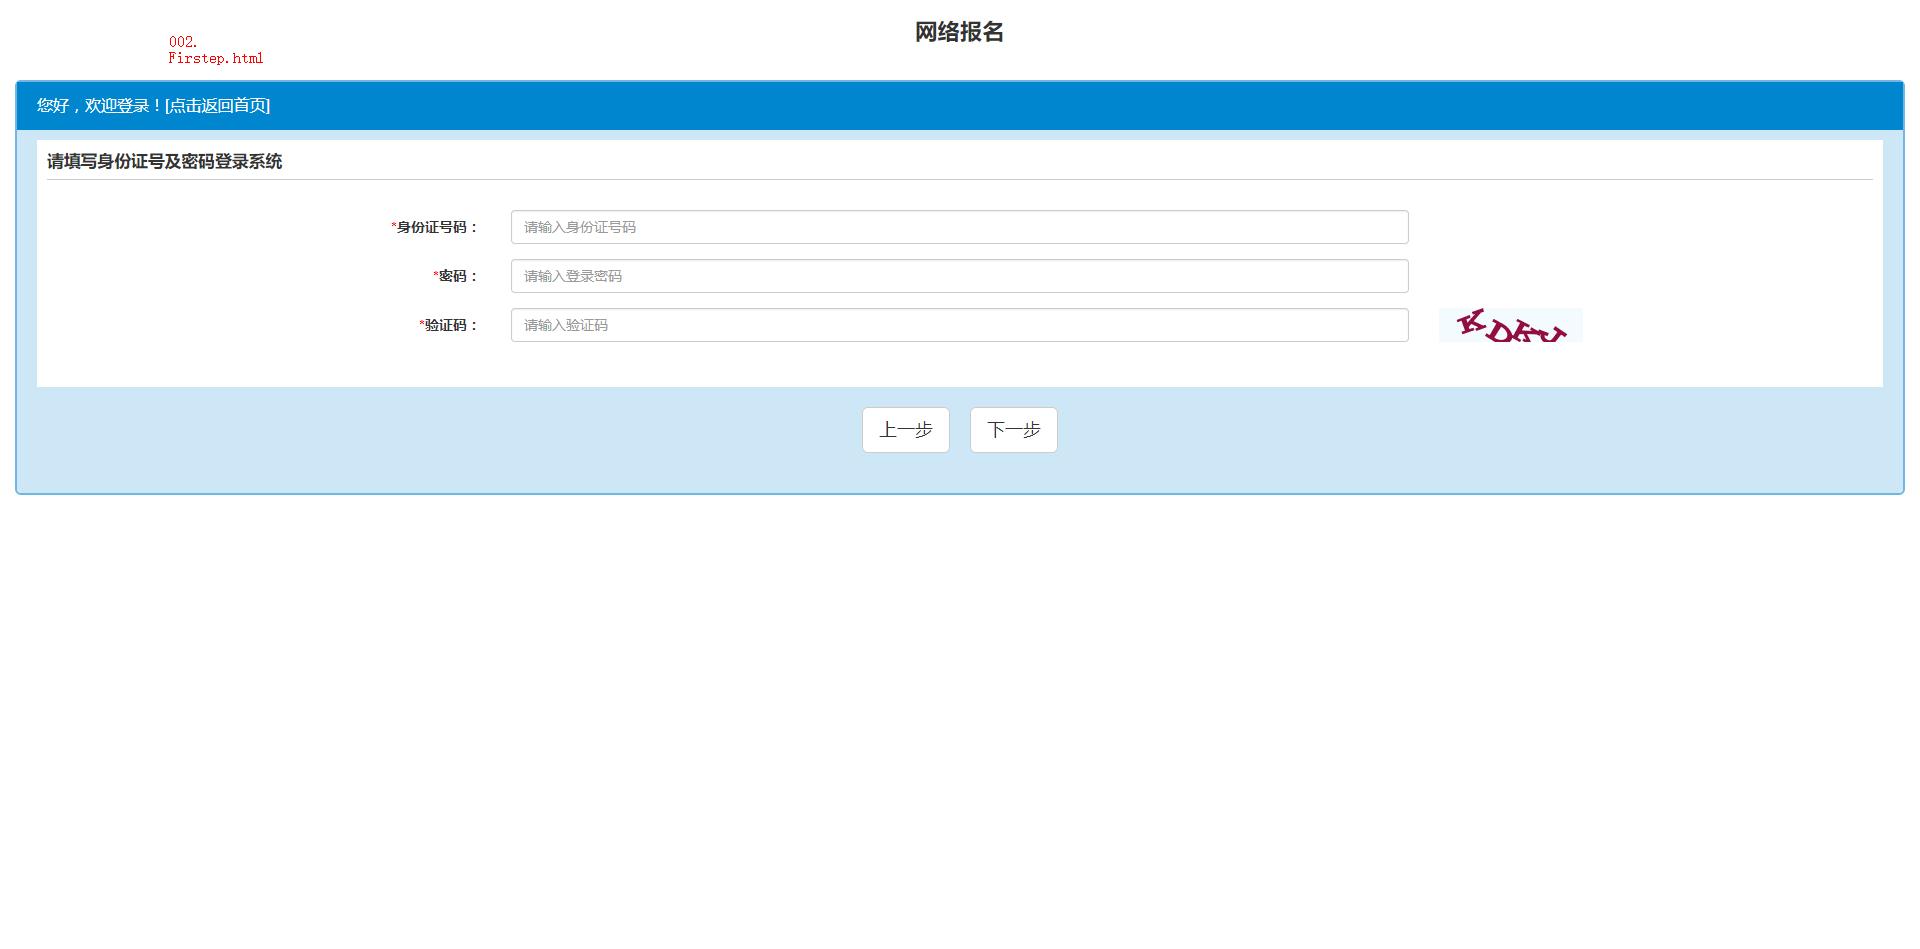 网络报名
002.
Firstep.html
您好，欢迎登录！[点击返回首页]
请填写身份证号及密码登录系统
*身份证号码：
请输入身份证号码
*密码：
请输入登录密码
*验证码：
请输入验证码
KDKU
上一步
下一步